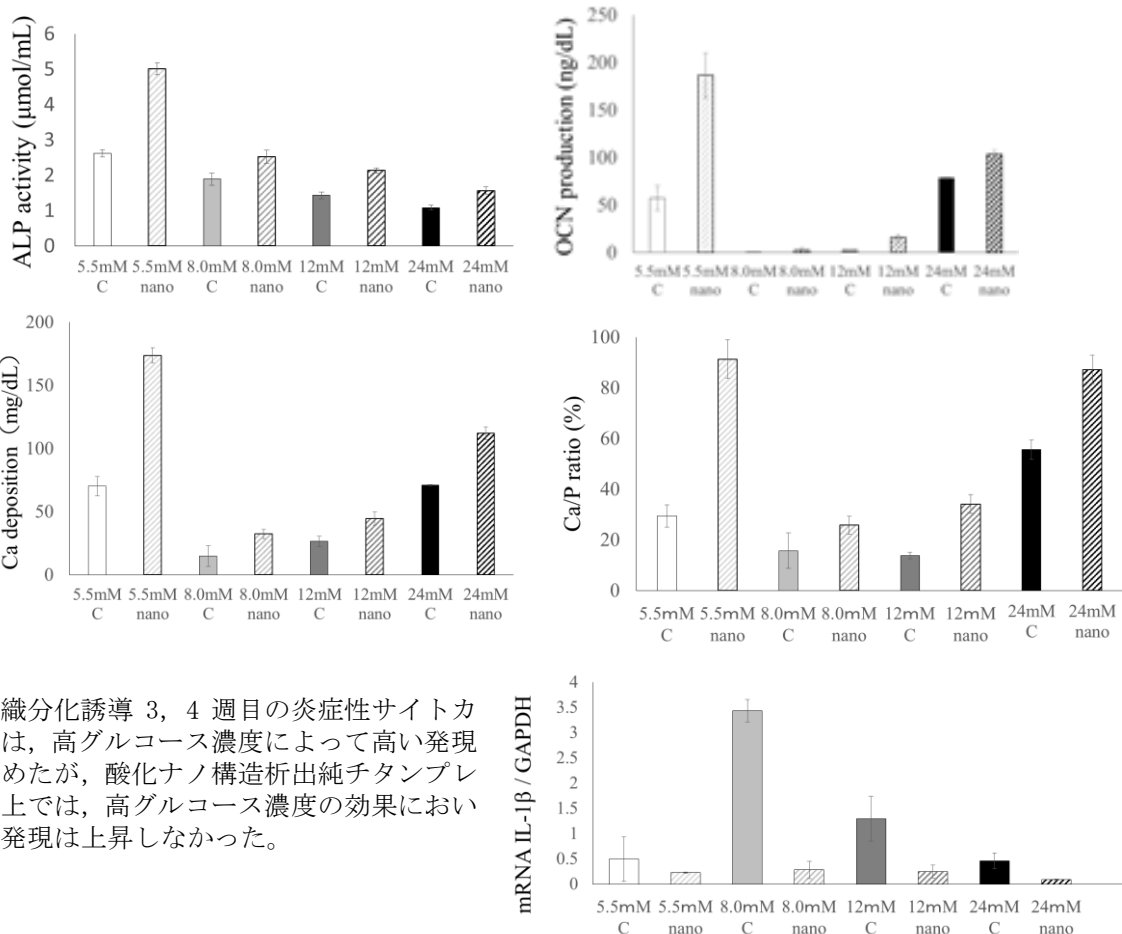 ALP activity (μmol/mL)
6
5
4
3
2
1
0
5.5mM 5.5mM 8.0mM 8.0mM 12mM 12mM 24mM 24mM
C nano C nano C nano C nano
OCN production (ng/dL)
250
200
150
100
50
0
5.5mM 5.5mM 8.0mM 8.0mM 12mM 12mM 24mM 24mM
C nano C nano C nano C nano
Ca deposition (mg/dL)
200
150
100
50
0
5.5mM 5.5mM 8.0mM 8.0mM 12mM 12mM 24mM 24mM
C nano C nano C nano C nano
Ca/P ratio (%)
100
80
60
40
20
0
5.5mM 5.5mM 8.0mM 8.0mM 12mM 12mM 24mM 24mM
C nano C nano C nano C nano
織分化誘導 3, 4 週目の炎症性サイトカ
は, 高グルコース濃度によって高い発現
めたが, 酸化ナノ構造析出純チタンプレ
上では, 高グルコース濃度の効果におい
発現は上昇しなかった。
mRNA IL-1β / GAPDH
4
3.5
3
2.5
2
1.5
1
0.5
0
5.5mM 5.5mM 8.0mM 8.0mM 12mM 12mM 24mM 24mM
C nano C nano C nano C nano